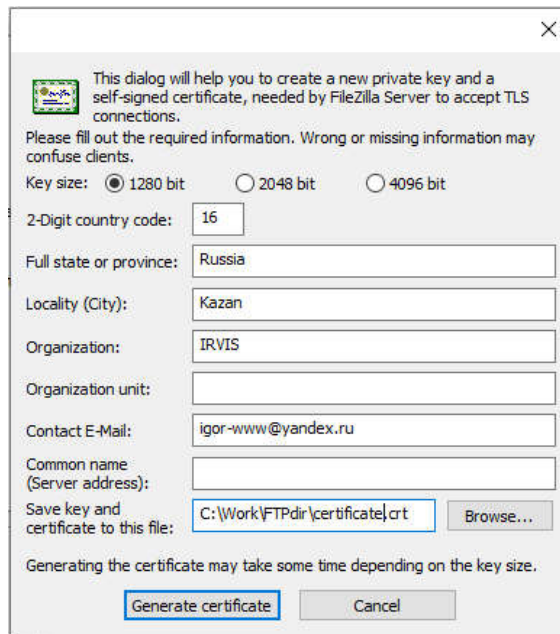 This dialog will help you to create a new private key and a
self-signed certificate, needed by FileZilla Server to accept TLS
connections.
Please fill out the required information. Wrong or missing information may
confuse clients.
Key size: 1280 bit 2048 bit 4096 bit
2-Digit country code: 16
Full state or province: Russia
Locality (City): Kazan
Organization: IRVIS
Organization unit:
Contact E-Mail: igor-www@yandex.ru
Common name
(Server address):
Save key and
certificate to this file: C:\Work\FTPdir\certificate.crt Browse...
Generating the certificate may take some time depending on the key size.
Generate certificate Cancel